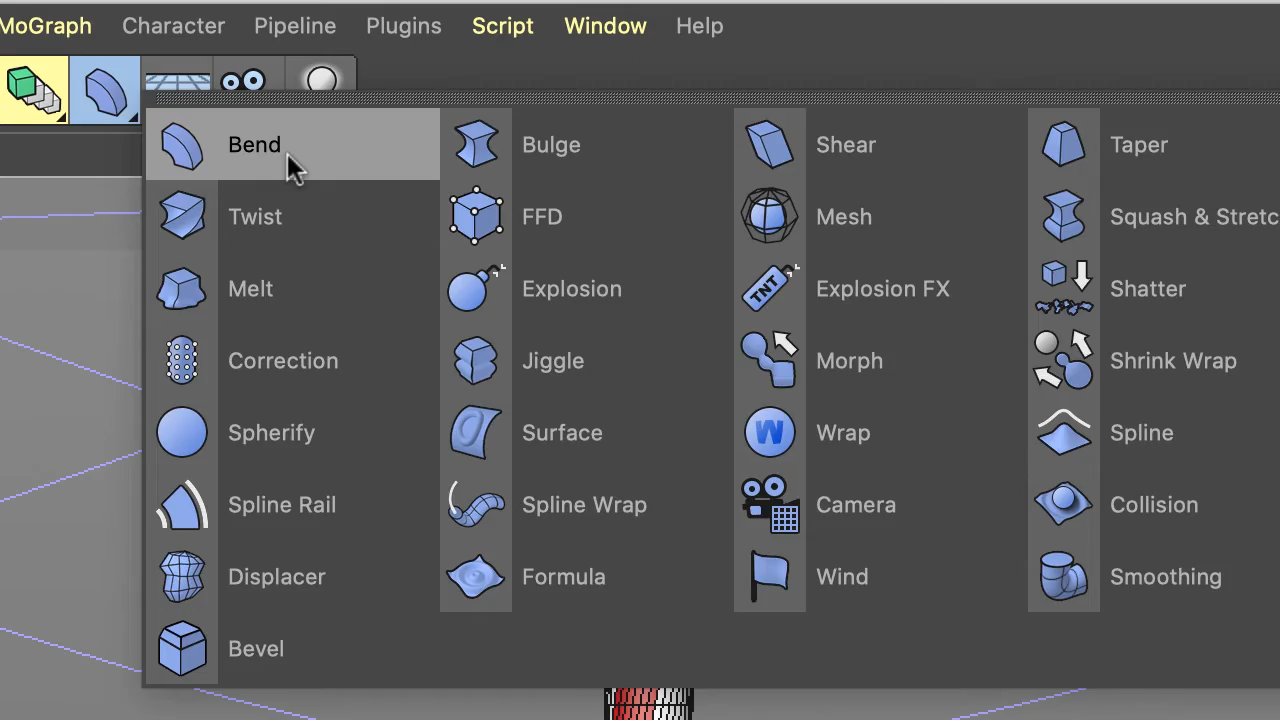 MoGraph Character Pipeline Plugins Script Window Help
Bend Bulge Shear Taper
Twist FFD Mesh Squash & Stretc
Melt Explosion TNT Explosion FX Shatter
Correction Jiggle Morph Shrink Wrap
Spherify Surface W Wrap Spline
Spline Rail Spline Wrap Camera Collision
Displacer Formula Wind Smoothing
Bevel